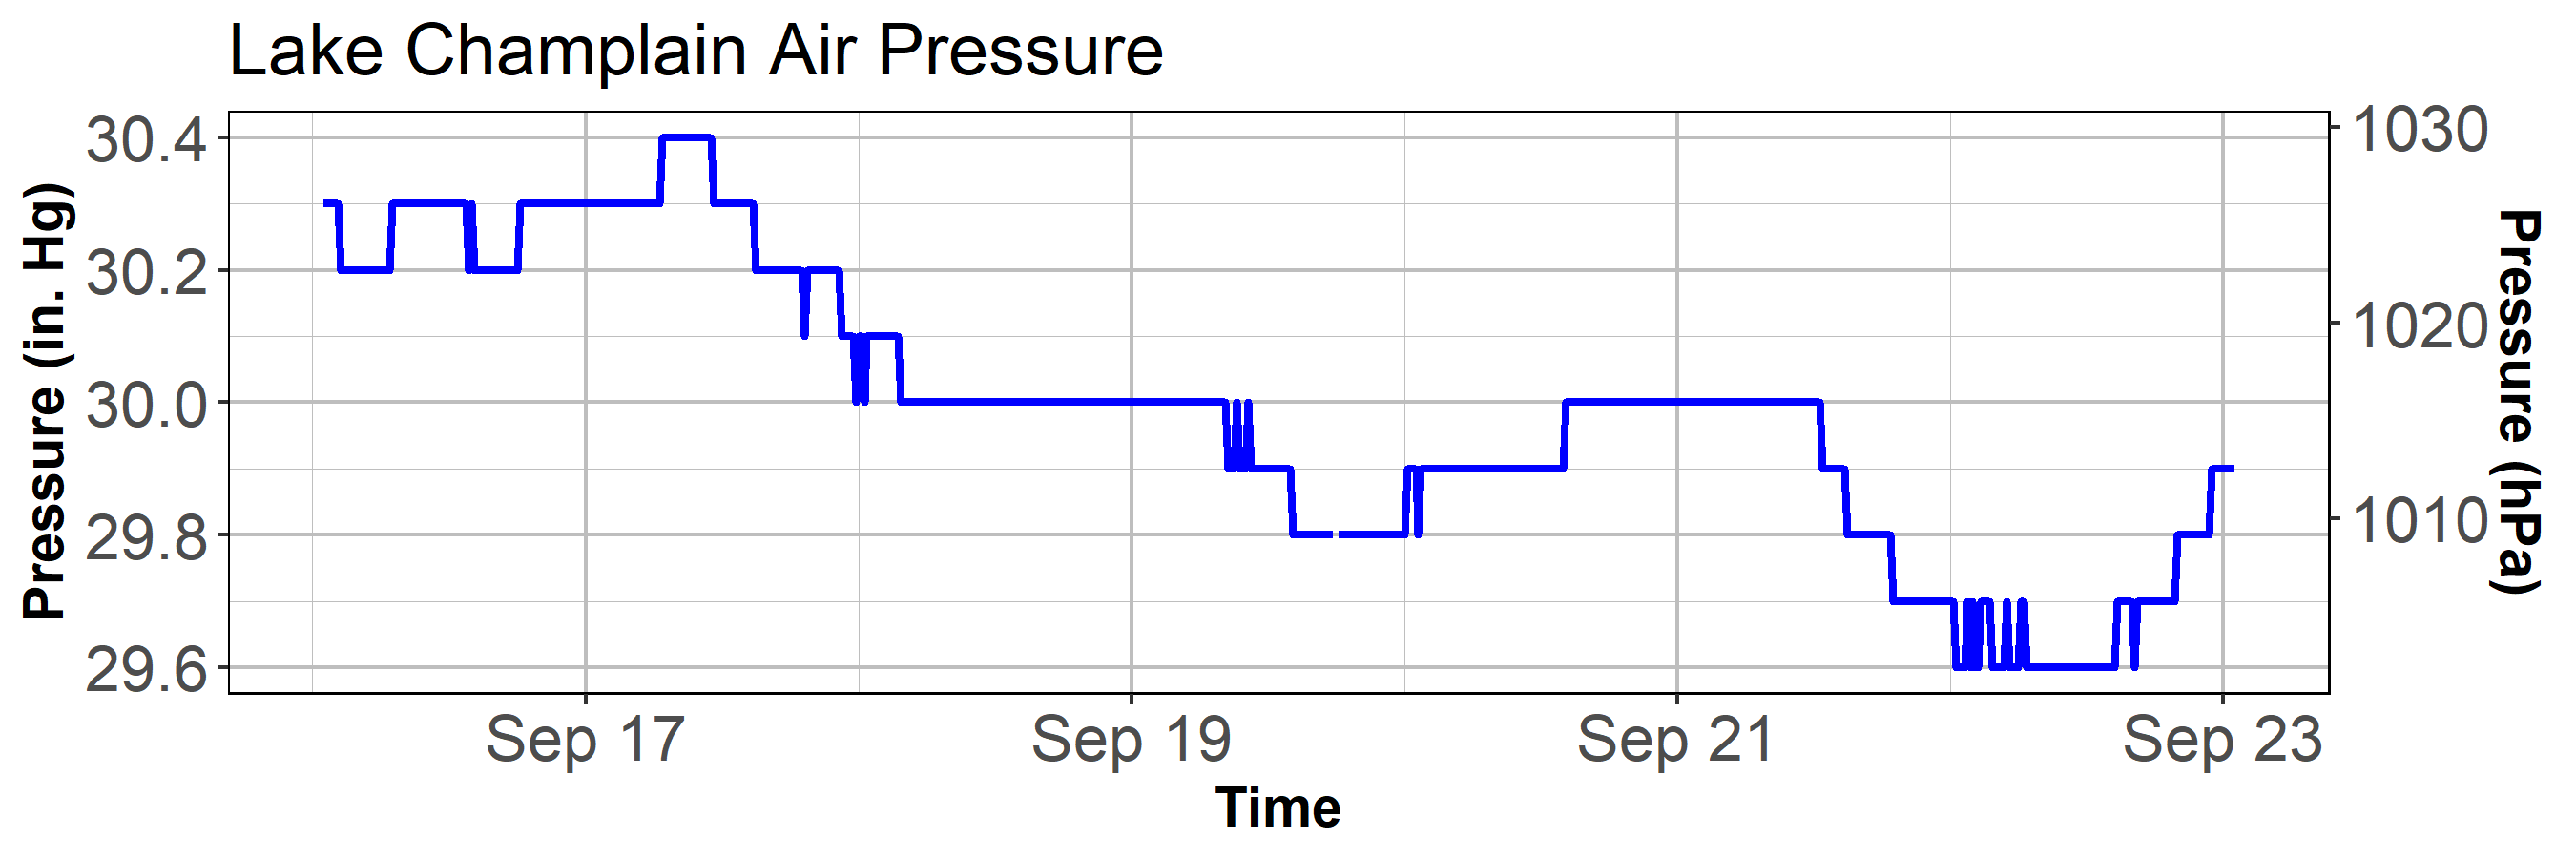 Lake Champlain Air Pressure
Pressure (in. Hg)
30.4
30.2
30.0
29.8
29.6
1030
1020
1010
Pressure (hPa)
Sep 17
Sep 19
Sep 21
Sep 23
Time